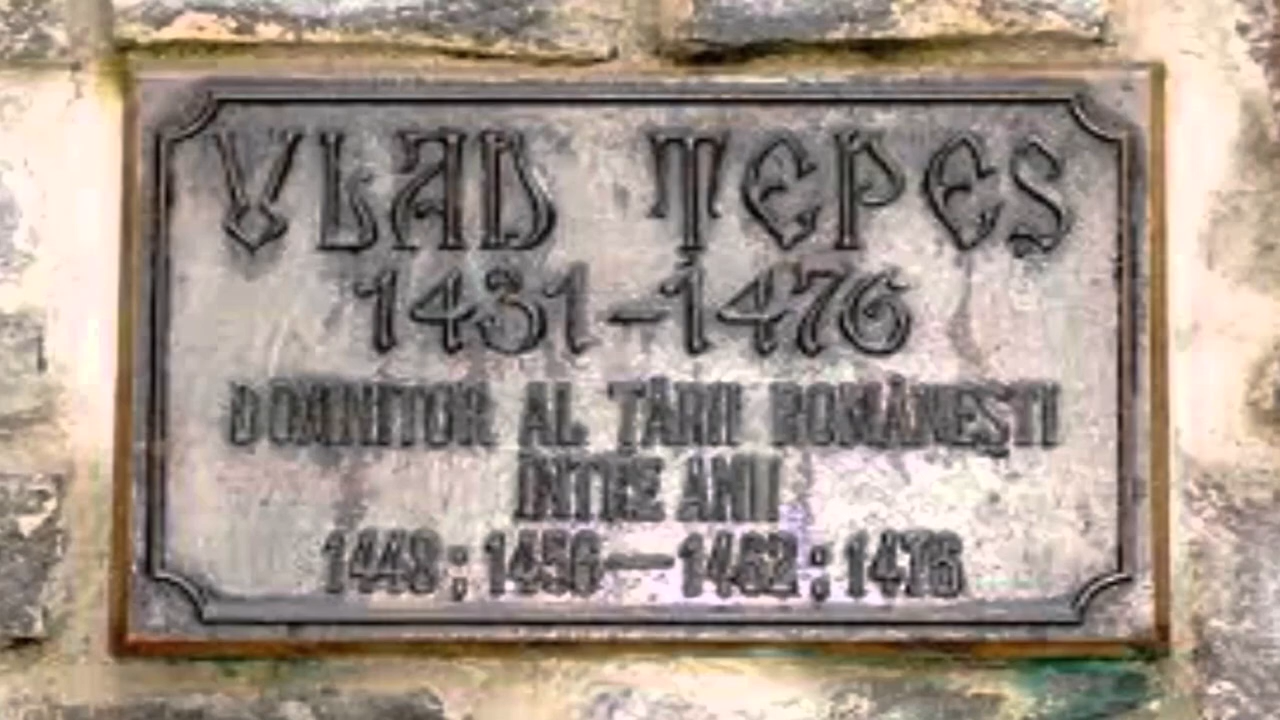 VLAD ȚEPEȘ
1431-1476
DOMNITOR AL ȚĂRII ROMÂNEȘTI
ÎNTRE ANII
1448; 1456—1462; 1476